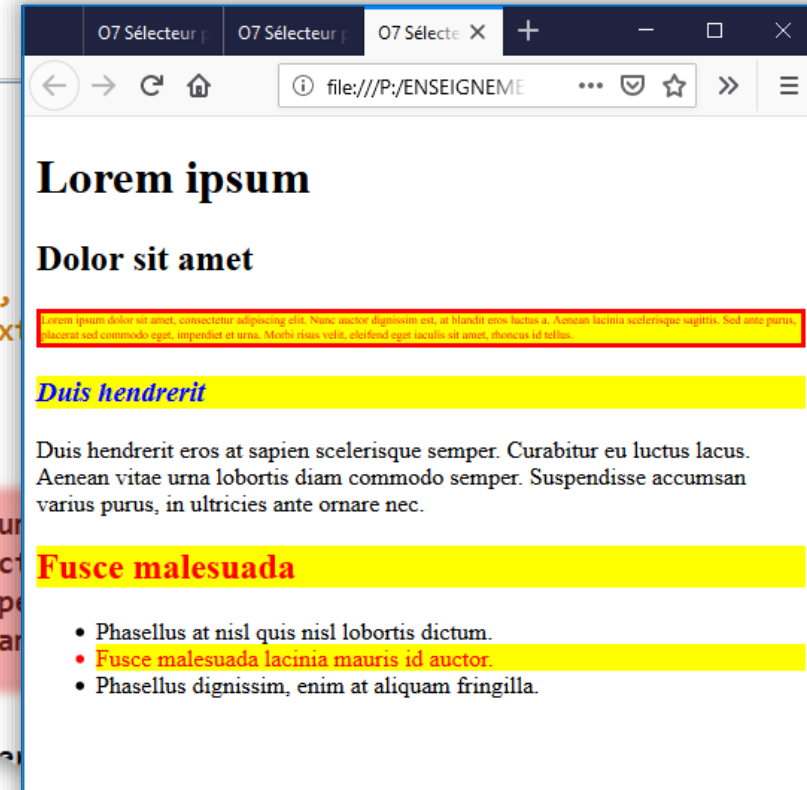 O7 Sélecteur p
O7 Sélecteur p
O7 Sélecte
file:///P:/ENSEIGNEME
Lorem ipsum
Dolor sit amet
Lorem ipsum dolor sit amet, consectetur adipiscing elit. Nunc auctor dignissim est, at blandit eros luctus a. Aenean lacinia scelerisque sagittis. Sed ante purus,
placerat sed commodo eget, imperdiet et urna. Morbi risus velit, eleifend eget iaculis sit amet, rhoncus id tellus.
Duis hendrerit
Duis hendrerit eros at sapien scelerisque semper. Curabitur eu luctus lacus.
Aenean vitae urna lobortis diam commodo semper. Suspendisse accumsan
varius purus, in ultricies ante ornare nec.
Fusce malesuada
Phasellus at nisl quis nisl lobortis dictum.
Fusce malesuada lacinia mauris id auctor.
Phasellus dignissim, enim at aliquam fringilla.